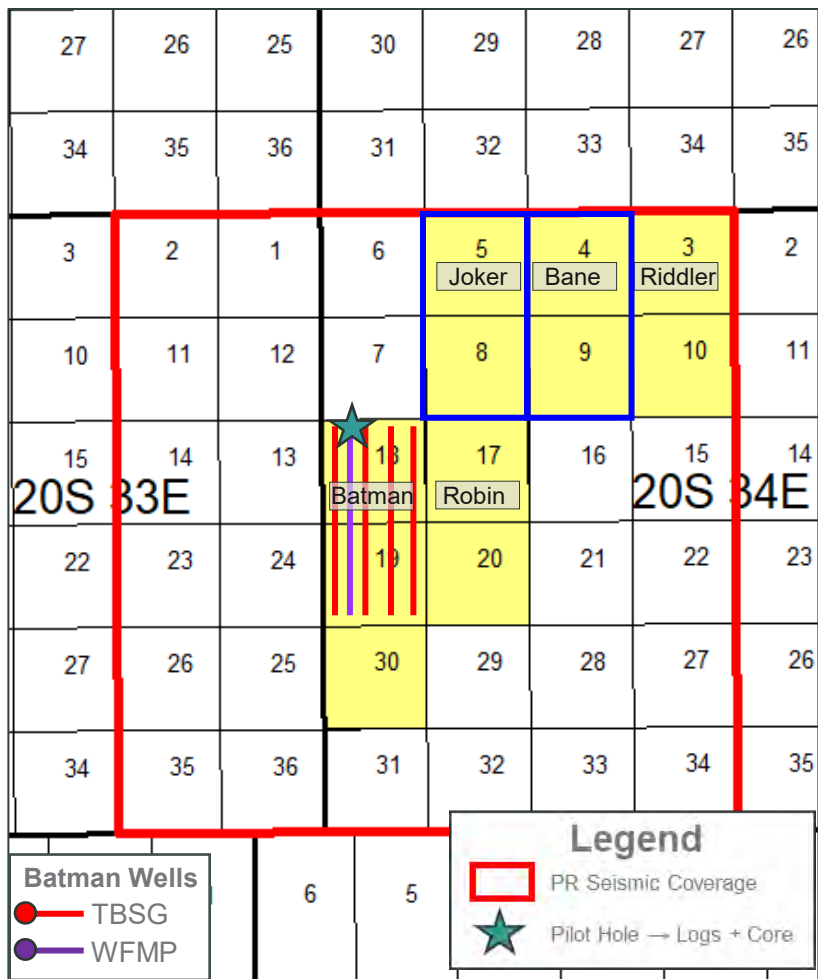 27 26 25 30 29 28 27 26
34 35 36 31 32 33 34 35
3 2 1 6 5 4 3 2
Joker Bane Riddler
10 11 12 7 8 9 10 11
15 14 13 18 17 16 15 14
20S 33E Batman Robin 20S 34E
22 23 24 19 20 21 22 23
27 26 25 30 29 28 27 26
34 35 36 31 32 33 34 35
6 5
Batman Wells
TBSG
WFMP
Legend
PR Seismic Coverage
Pilot Hole → Logs + Core